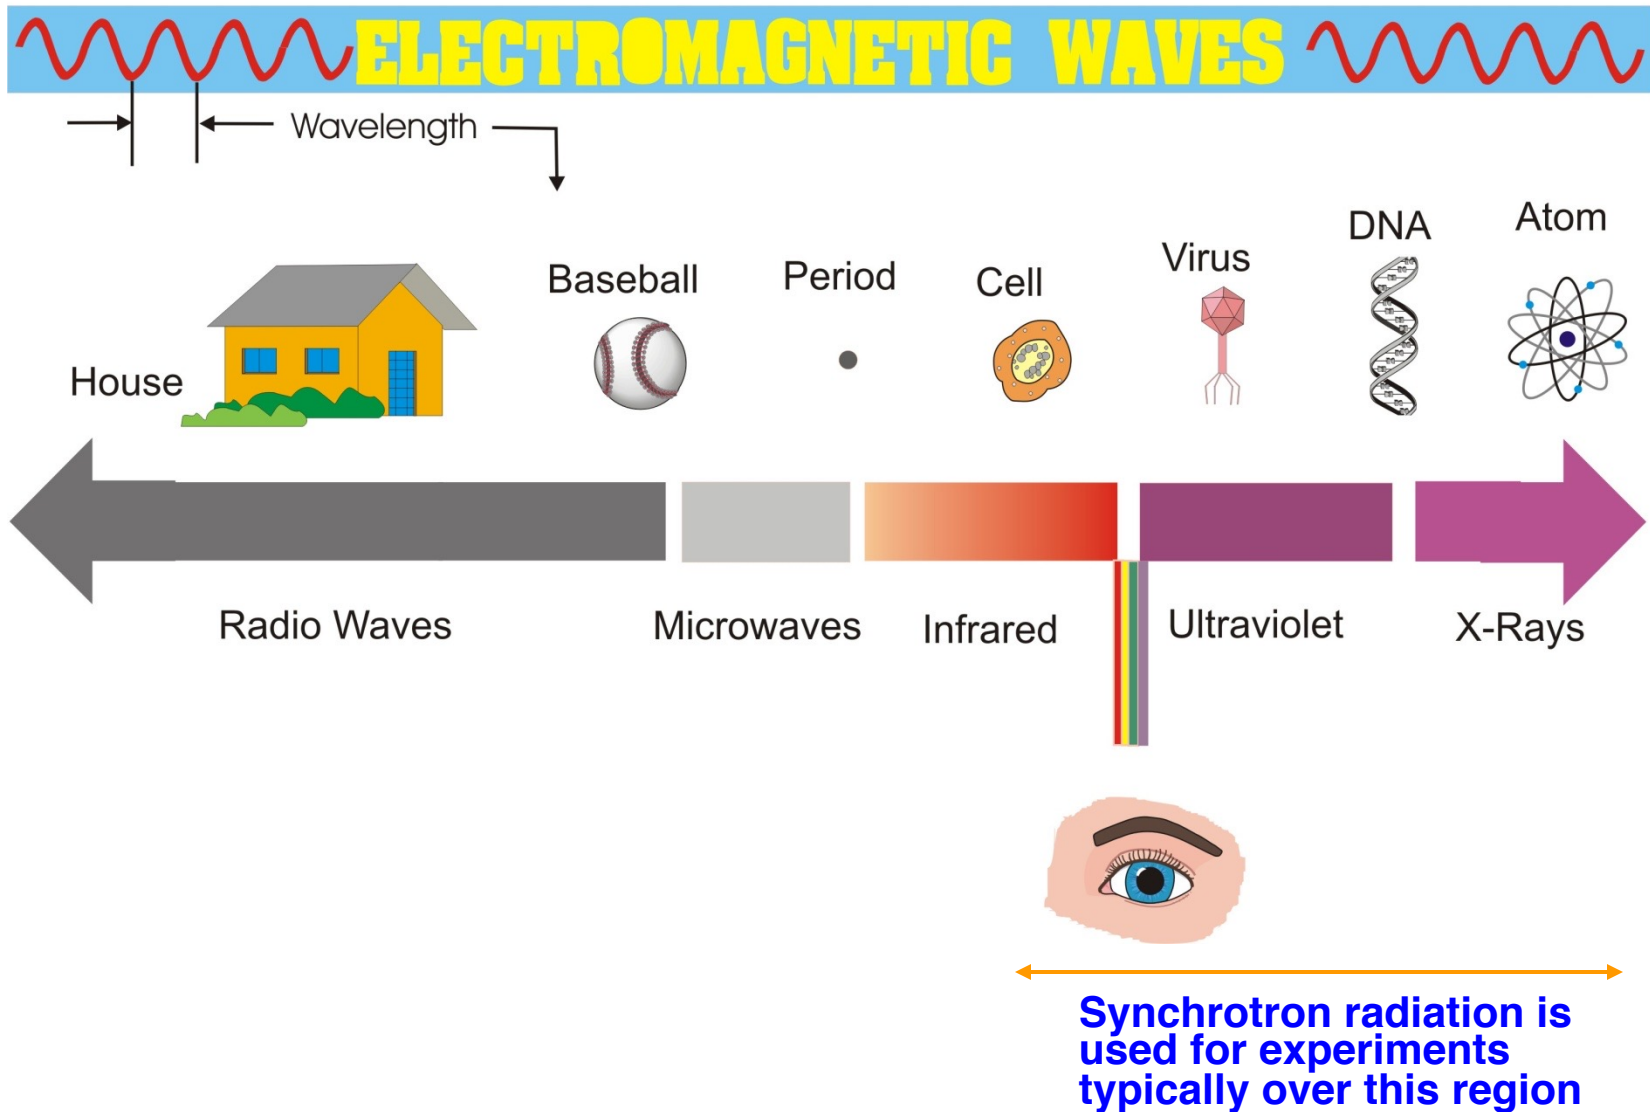 ELECTROMAGNETIC WAVES
Wavelength
House
Baseball
Period
Cell
Virus
DNA
Atom
Radio Waves
Microwaves
Infrared
Ultraviolet
X-Rays
Synchrotron radiation is
used for experiments
typically over this region